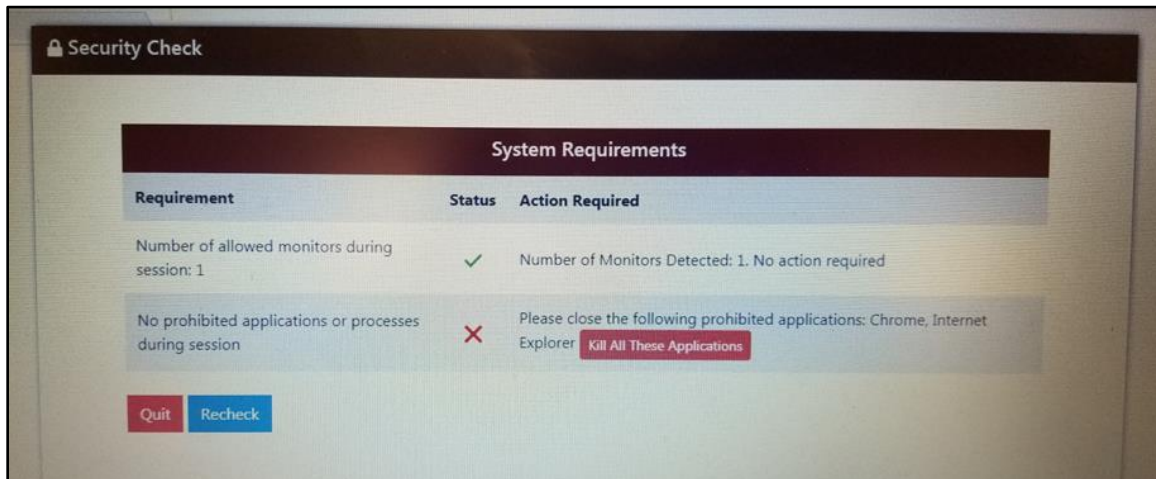 Security Check
System Requirements
Requirement Status Action Required
Number of allowed monitors during
session: 1
Number of Monitors Detected: 1. No action required
No prohibited applications or processes
during session
Please close the following prohibited applications: Chrome, Internet
Explorer Kill All These Applications
Quit Recheck